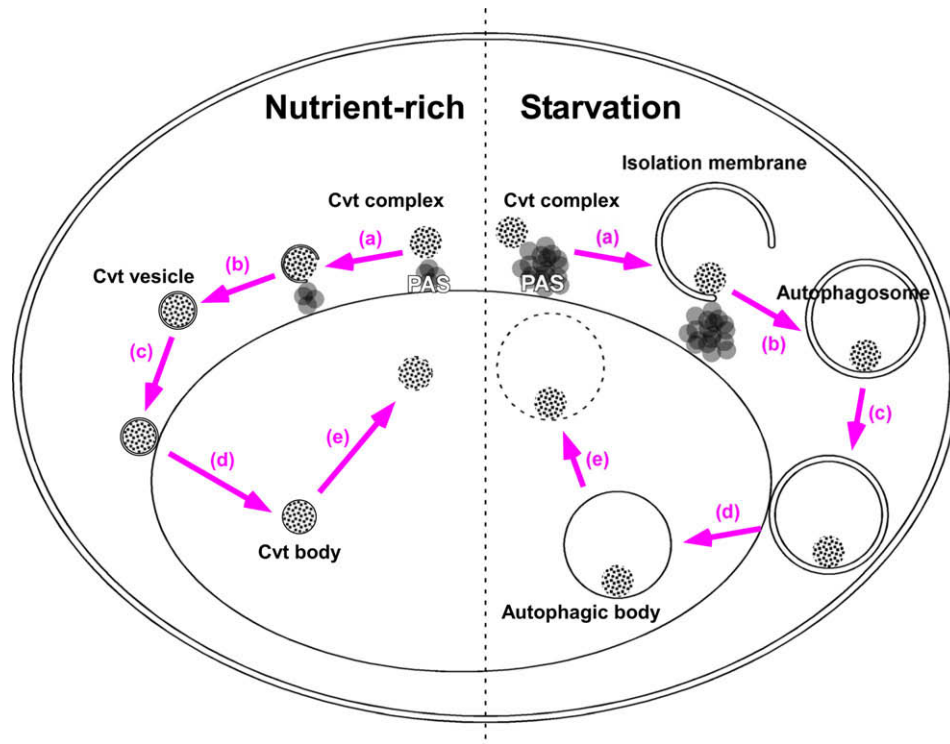 Nutrient-rich
Starvation
Isolation membrane
Cvt complex
Cvt complex
(a)
(a)
(b)
Cvt vesicle
PAS
PAS
Autophagosome
(b)
(c)
(c)
(d)
(e)
(e)
(d)
Cvt body
Autophagic body